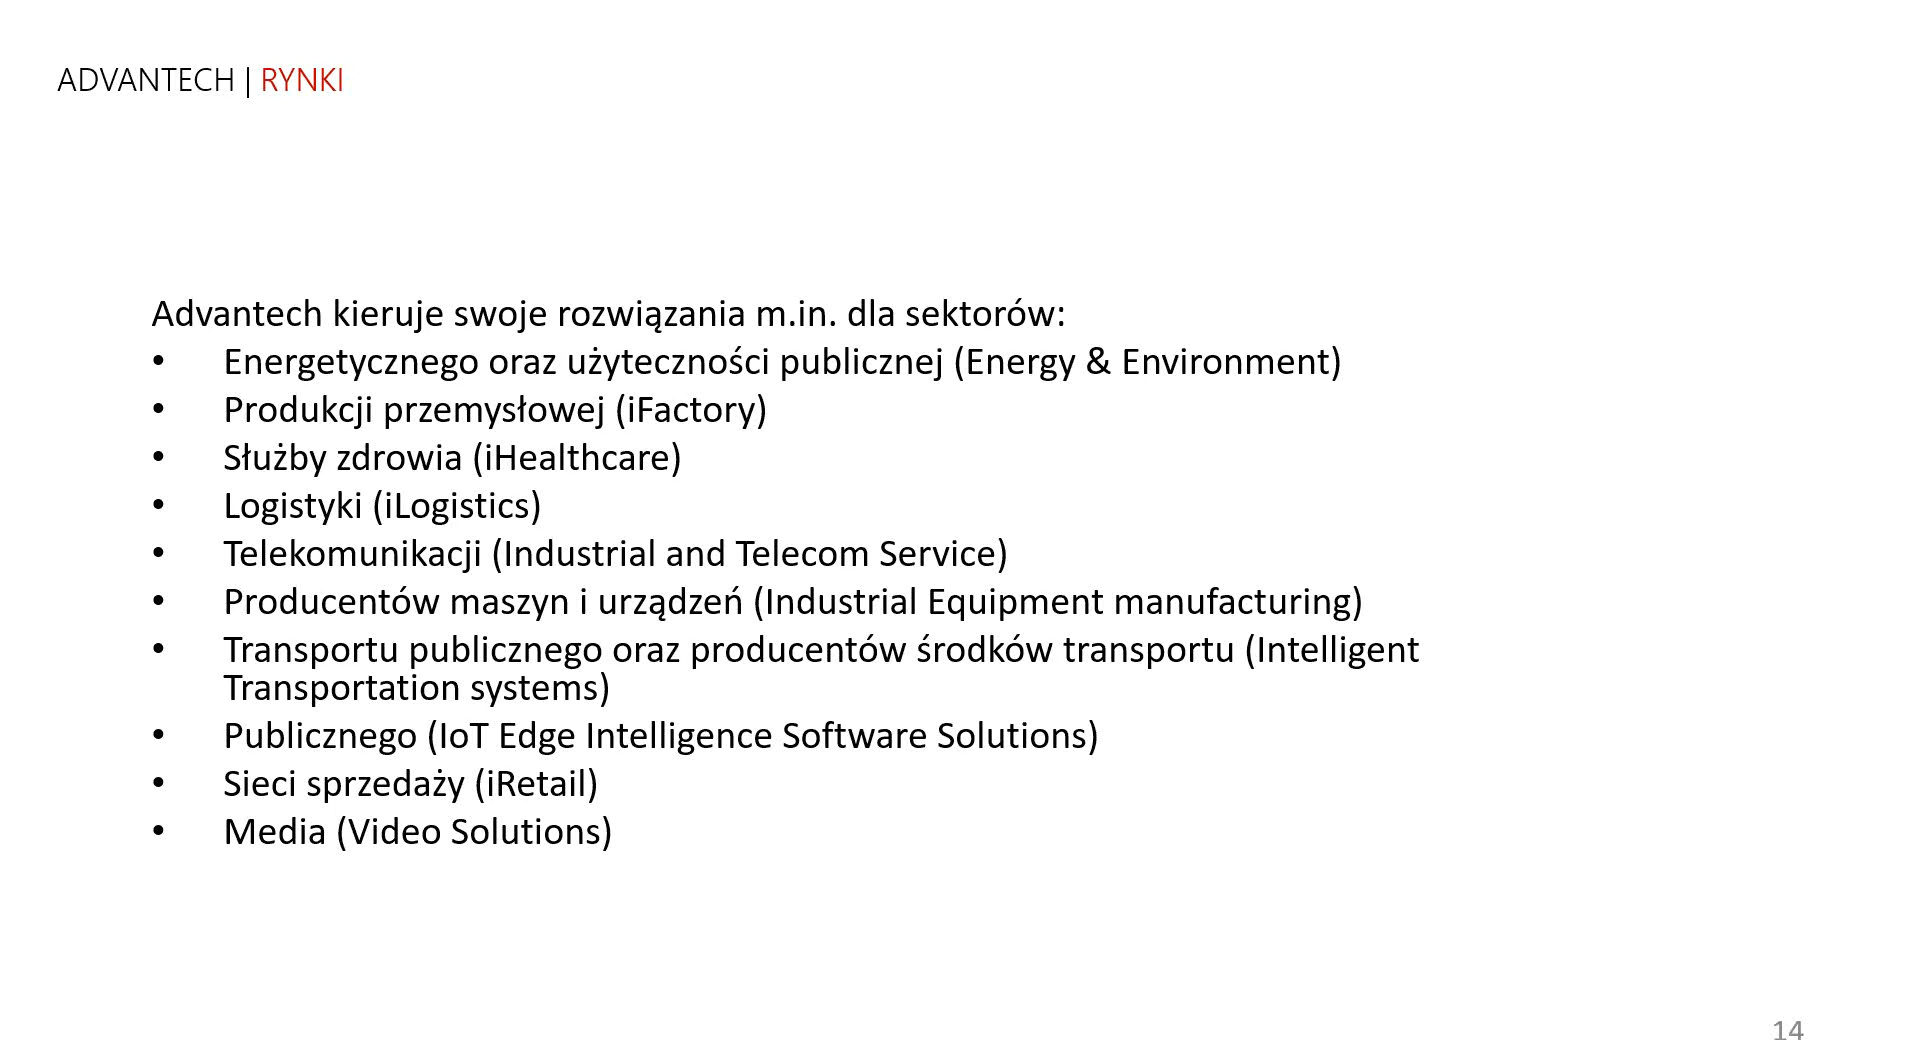 ADVANTECH | RYNKI
Advantech kieruje swoje rozwiązania m.in. dla sektorów:
• Energetycznego oraz użyteczności publicznej (Energy & Environment)
• Produkcji przemysłowej (iFactory)
• Służby zdrowia (iHealthcare)
• Logistyki (iLogistics)
• Telekomunikacji (Industrial and Telecom Service)
• Producentów maszyn i urządzeń (Industrial Equipment manufacturing)
• Transportu publicznego oraz producentów środków transportu (Intelligent
Transportation systems)
• Publicznego (IoT Edge Intelligence Software Solutions)
• Sieci sprzedaży (iRetail)
• Media (Video Solutions)
14